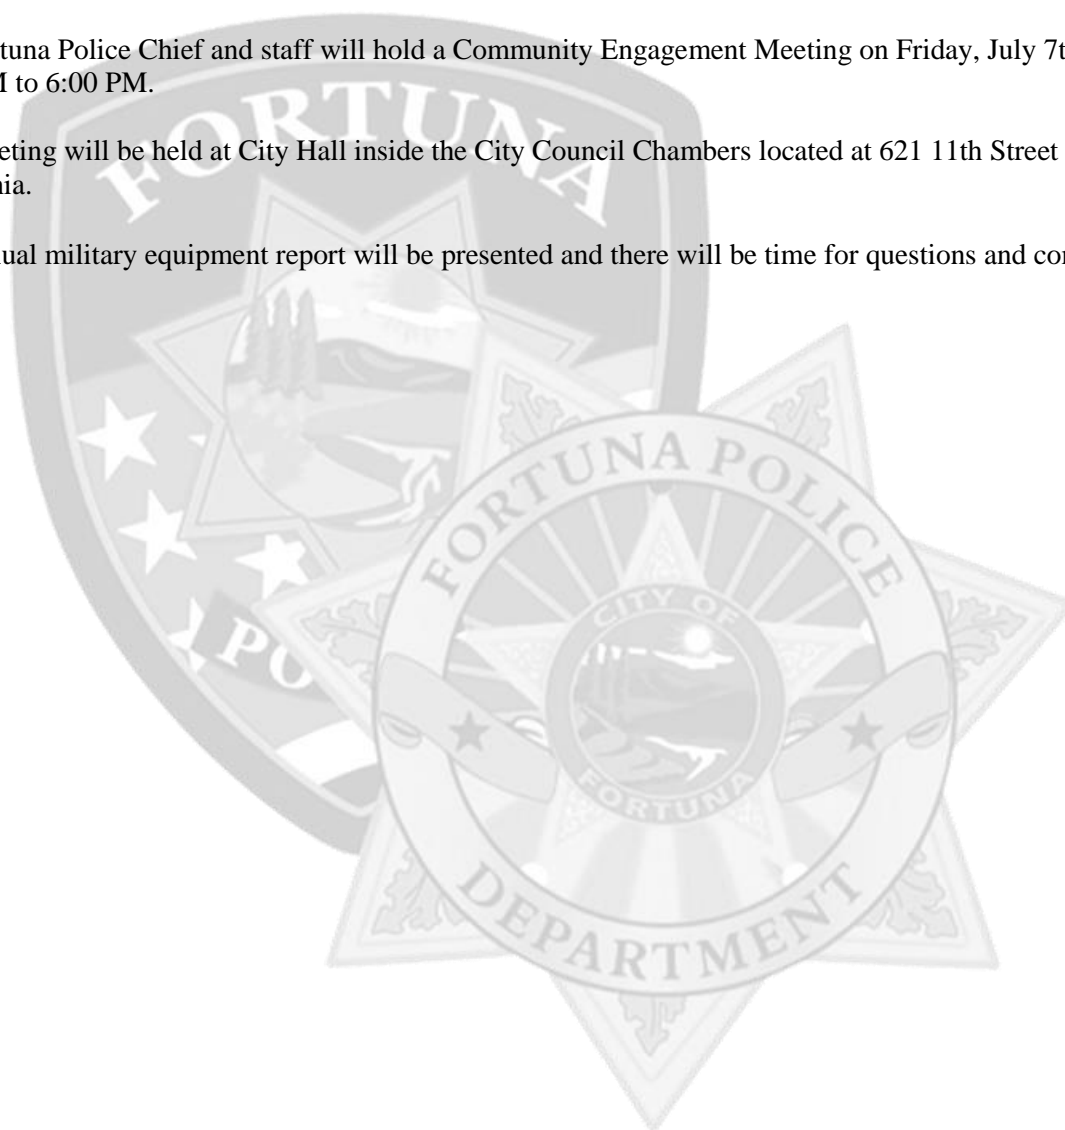 tuna Police Chief and staff will hold a Community Engagement Meeting on Friday, July 7t
M to 6:00 PM.
eting will be held at City Hall inside the City Council Chambers located at 621 11th Street
nia.
ual military equipment report will be presented and there will be time for questions and co
FORTUNA
PO
FORTUNA POLICE
CITY OF
FORTUNA
DEPARTMENT